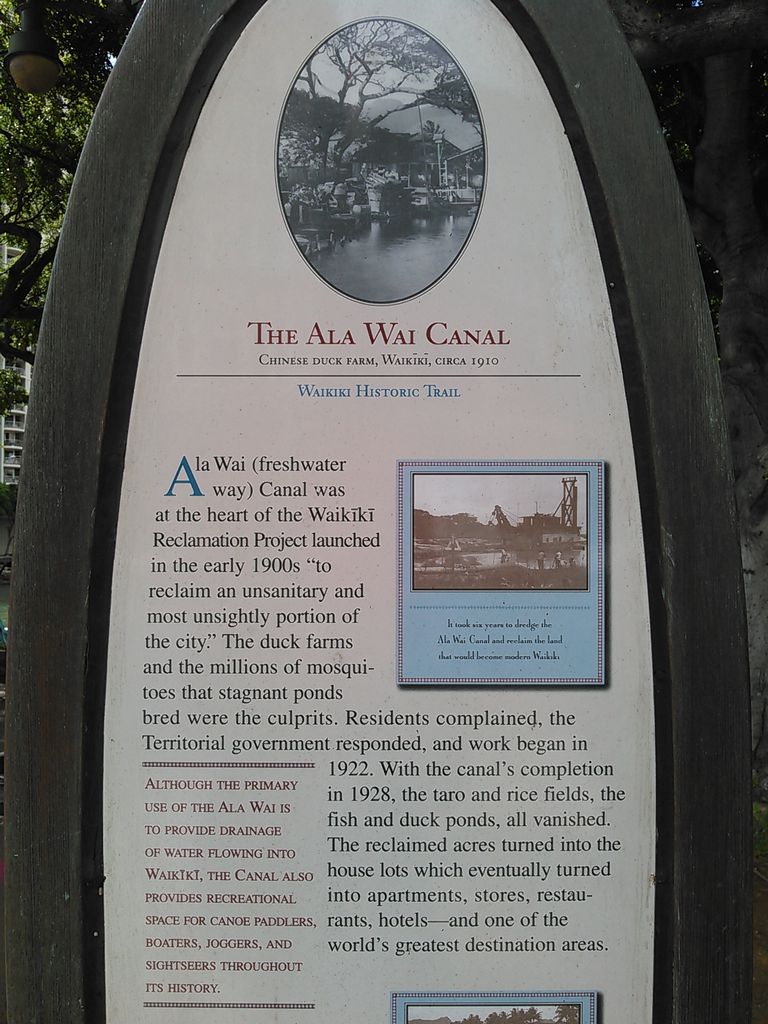 The Ala Wai Canal
Chinese duck farm, Waikīkī, circa 1910
Waikiki Historic Trail
Ala Wai (freshwater
way) Canal was
at the heart of the Waikīkī
Reclamation Project launched
in the early 1900s “to
reclaim an unsanitary and
most unsightly portion of
the city.” The duck farms
and the millions of mosqui-
toes that stagnant ponds
bred were the culprits. Residents complained, the
Territorial government responded, and work began in
1922. With the canal’s completion
in 1928, the taro and rice fields, the
fish and duck ponds, all vanished.
The reclaimed acres turned into the
house lots which eventually turned
into apartments, stores, restau-
rants, hotels—and one of the
world’s greatest destination areas.
It took six years to dredge the
Ala Wai Canal and reclaim the land
that would become modern Waikiki
Although the primary
use of the Ala Wai is
to provide drainage
of water flowing into
Waikīkī, the Canal also
provides recreational
space for canoe paddlers,
boaters, joggers, and
sightseers throughout
its history.